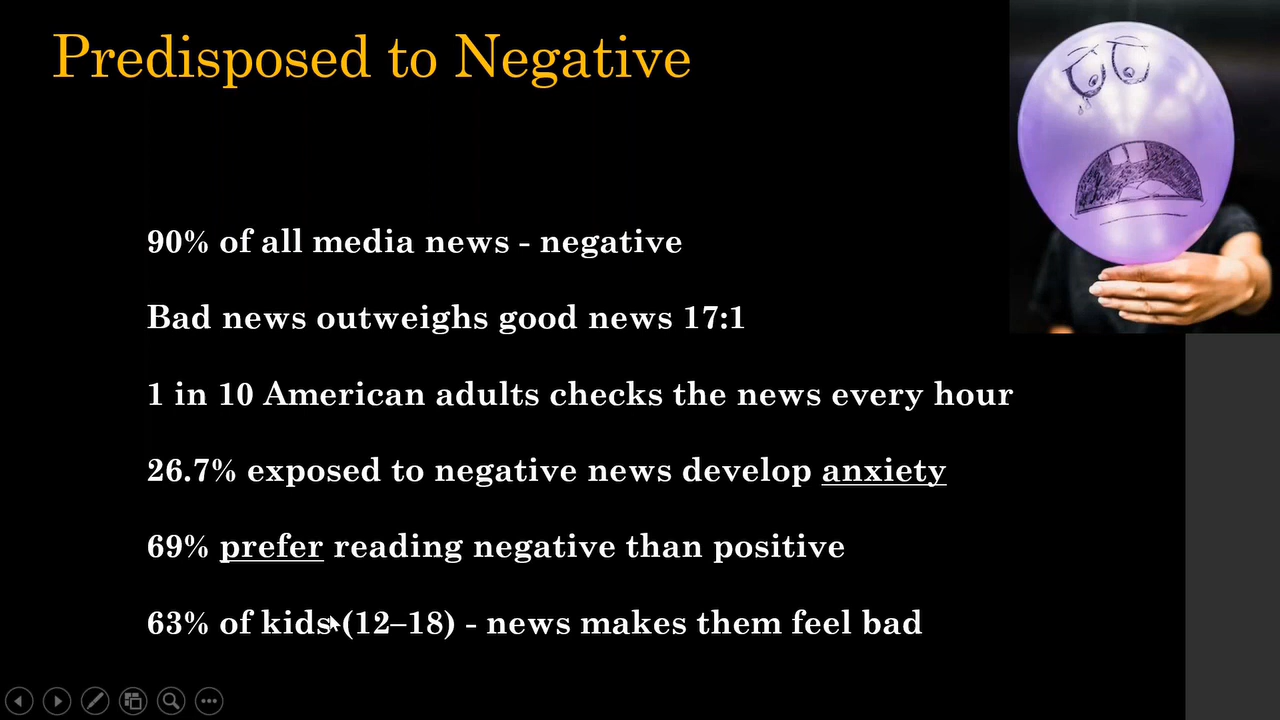 Predisposed to Negative
90% of all media news - negative
Bad news outweighs good news 17:1
1 in 10 American adults checks the news every hour
26.7% exposed to negative news develop anxiety
69% prefer reading negative than positive
63% of kids (12–18) - news makes them feel bad